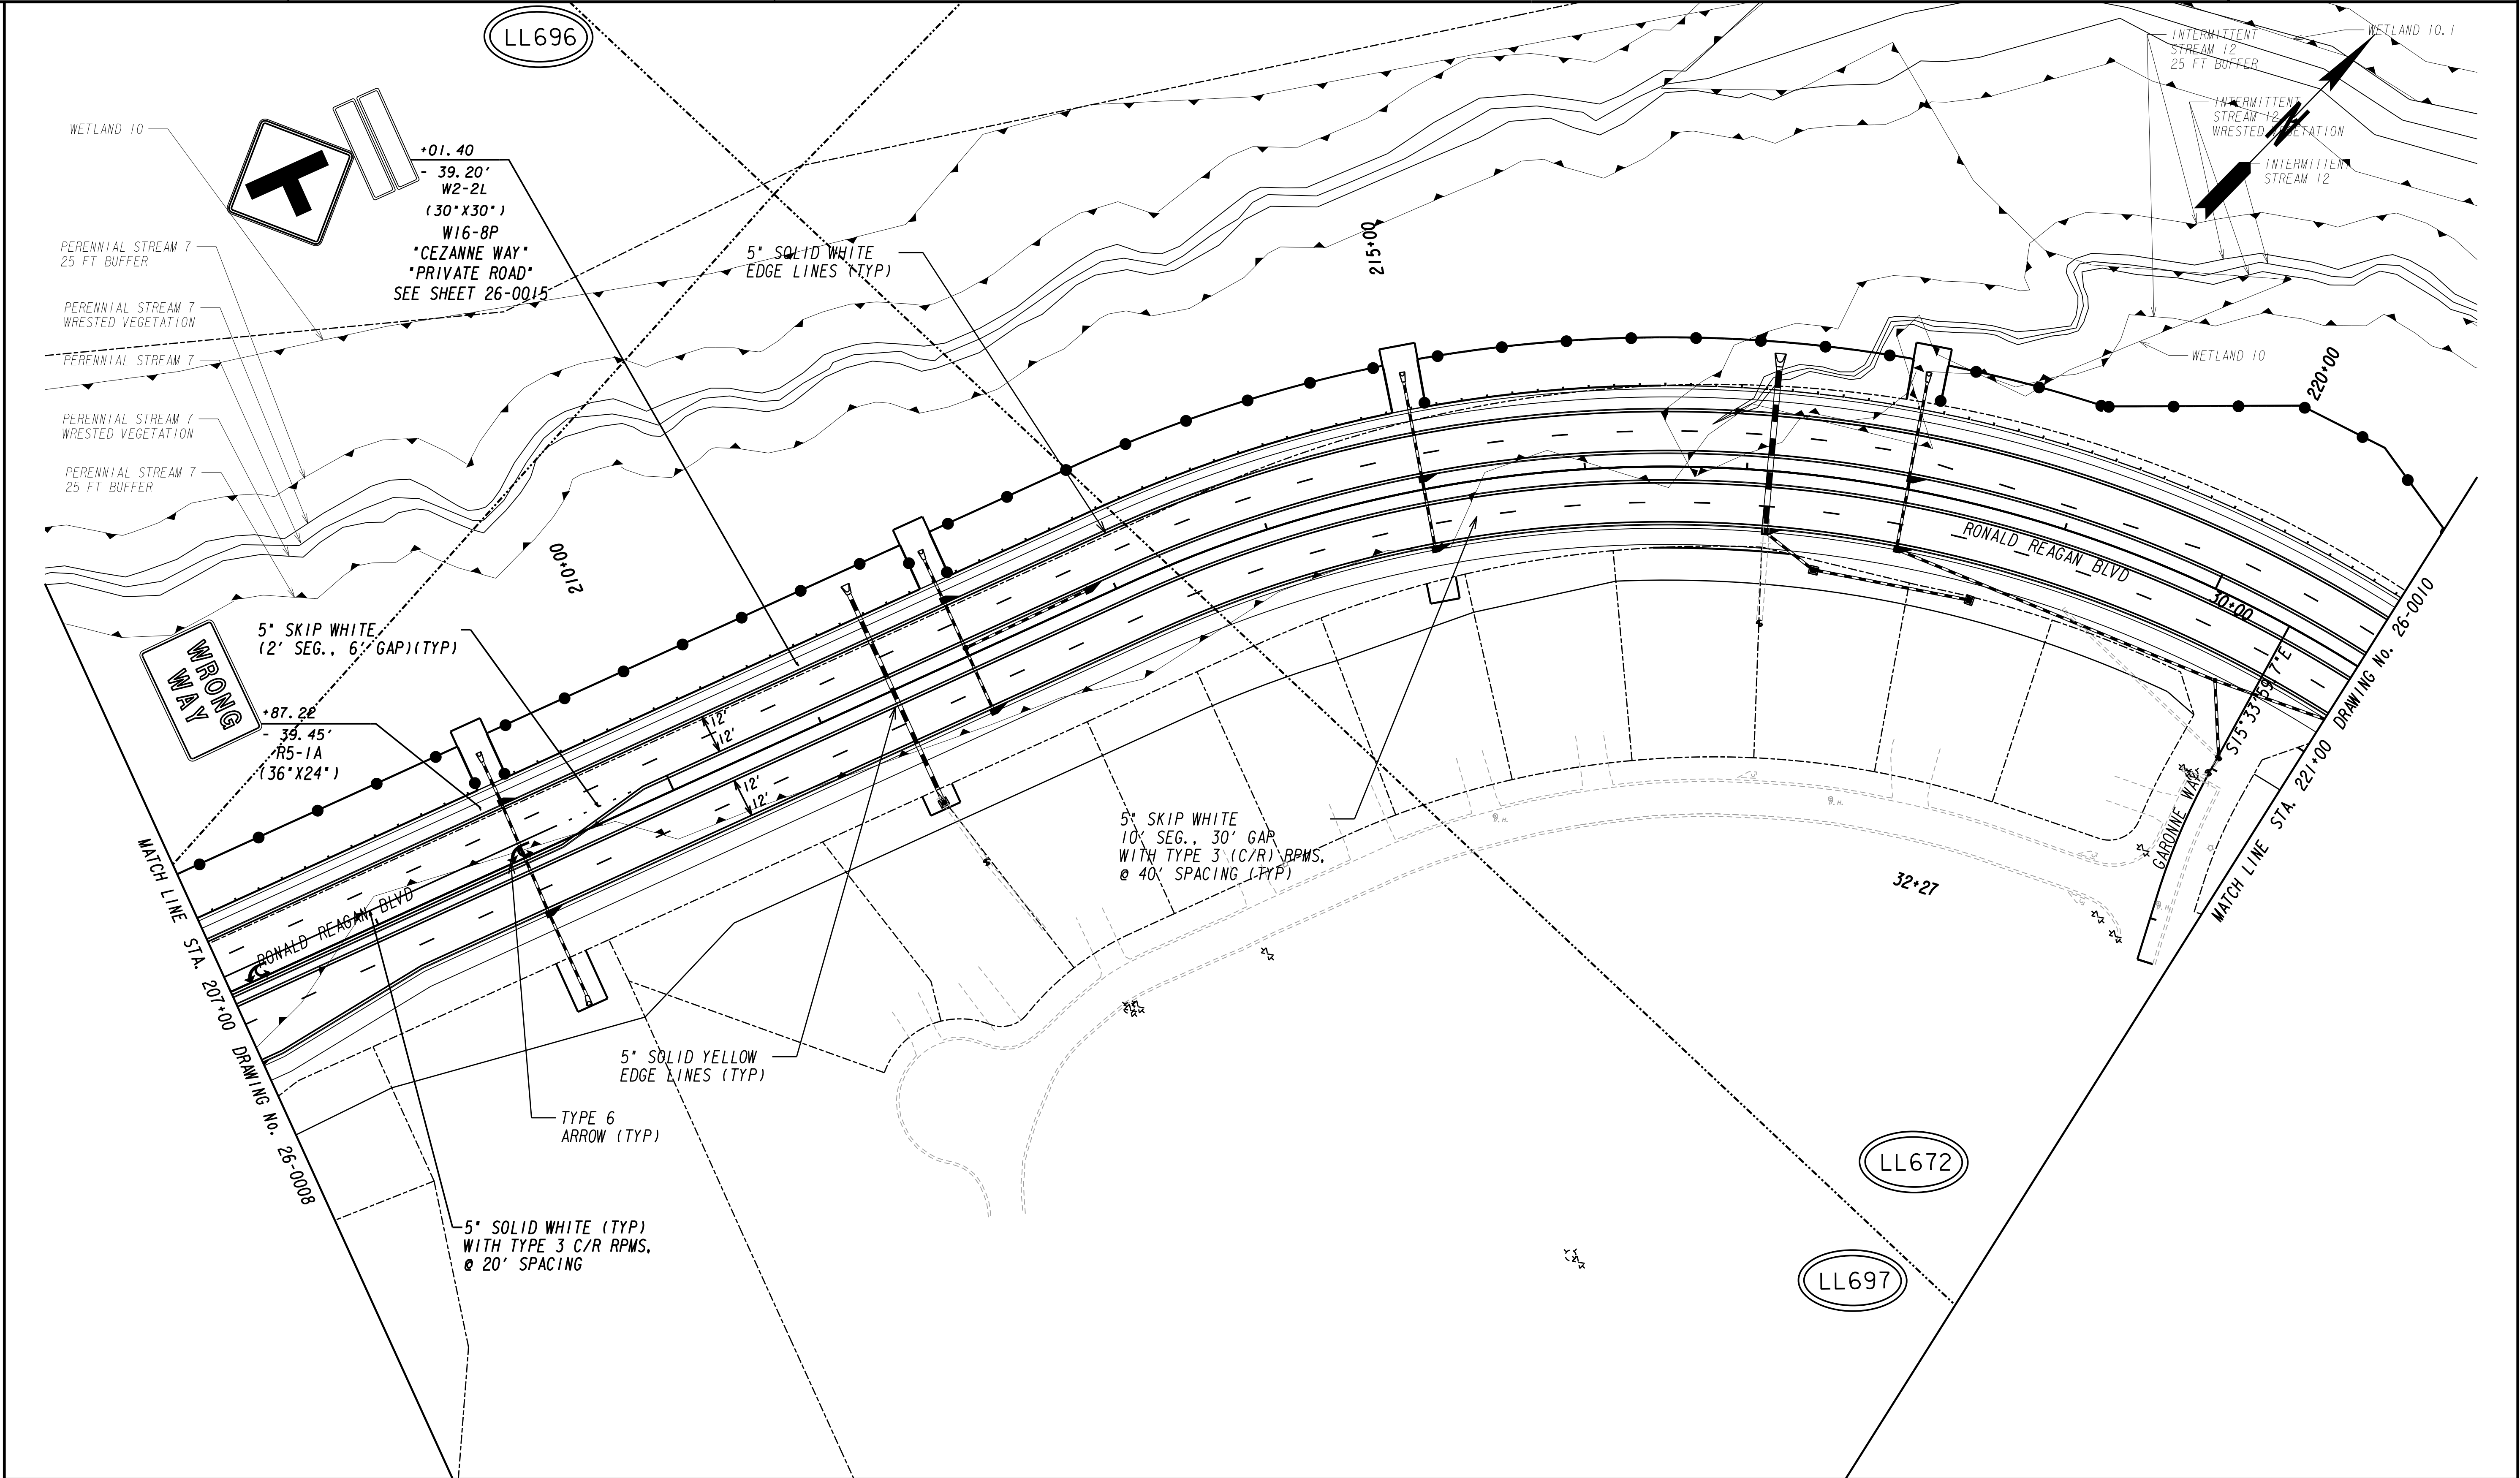 LL696
INTERMITTENT
STREAM 12
25 FT BUFFER
WETLAND 10.1
INTERMITTENT
STREAM 12
WRESTED VEGETATION
INTERMITTENT
STREAM 12
WETLAND 10
WETLAND 10
+01.40
- 39.20'
W2-2L
(30"X30")
W16-8P
"CEZANNE WAY"
"PRIVATE ROAD"
SEE SHEET 26-0015
5" SOLID WHITE
EDGE LINES (TYP)
215+00
220+00
PERENNIAL STREAM 7
25 FT BUFFER
PERENNIAL STREAM 7
WRESTED VEGETATION
PERENNIAL STREAM 7
PERENNIAL STREAM 7
WRESTED VEGETATION
PERENNIAL STREAM 7
25 FT BUFFER
210+00
5" SKIP WHITE
(2' SEG., 6' GAP)(TYP)
WRONG
WAY
+87.22
- 39.45'
R5-1A
(36"X24")
12'
12'
12'
12'
RONALD REAGAN BLVD
RONALD REAGAN BLVD
30+00
GARONNE WAY
MATCH LINE STA. 221+00 DRAWING No. 26-0010
MATCH LINE STA. 207+00 DRAWING No. 26-0008
5" SKIP WHITE
10' SEG., 30' GAP
WITH TYPE 3 (C/R) RPMS,
@ 40' SPACING (TYP)
32+27
5" SOLID YELLOW
EDGE LINES (TYP)
TYPE 6
ARROW (TYP)
5" SOLID WHITE (TYP)
WITH TYPE 3 C/R RPMS,
@ 20' SPACING
LL672
LL697